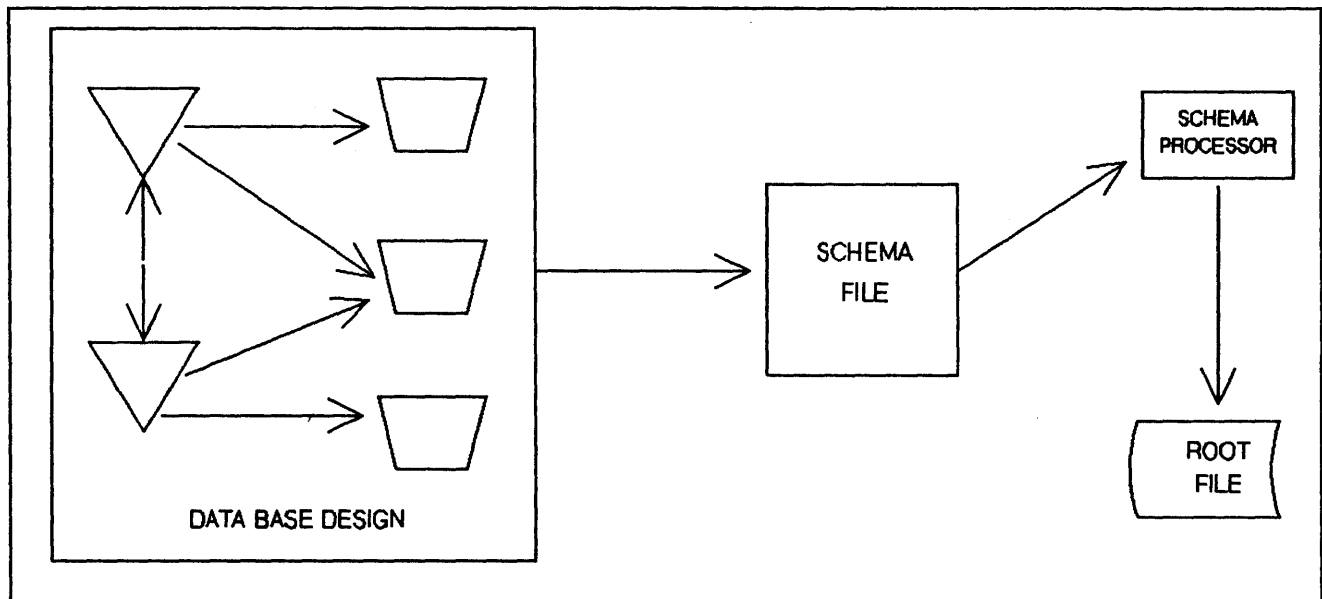 DATA BASE DESIGN
SCHEMA
FILE
SCHEMA
PROCESSOR
ROOT
FILE